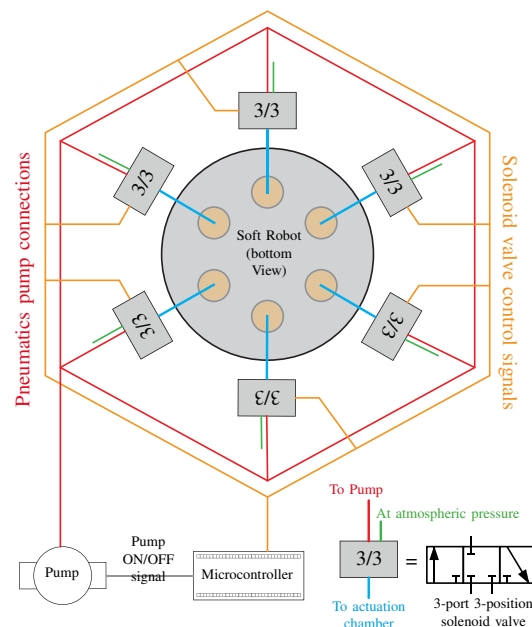 3/3
3/3
3/3
Pneumatics pump connections
Solenoid valve control signals
Soft Robot
(bottom
View)
3/3
3/3
3/3
To Pump
At atmospheric pressure
Pump
ON/OFF
signal
3/3
=
Pump
Microcontroller
To actuation
chamber
3-port 3-position
solenoid valve